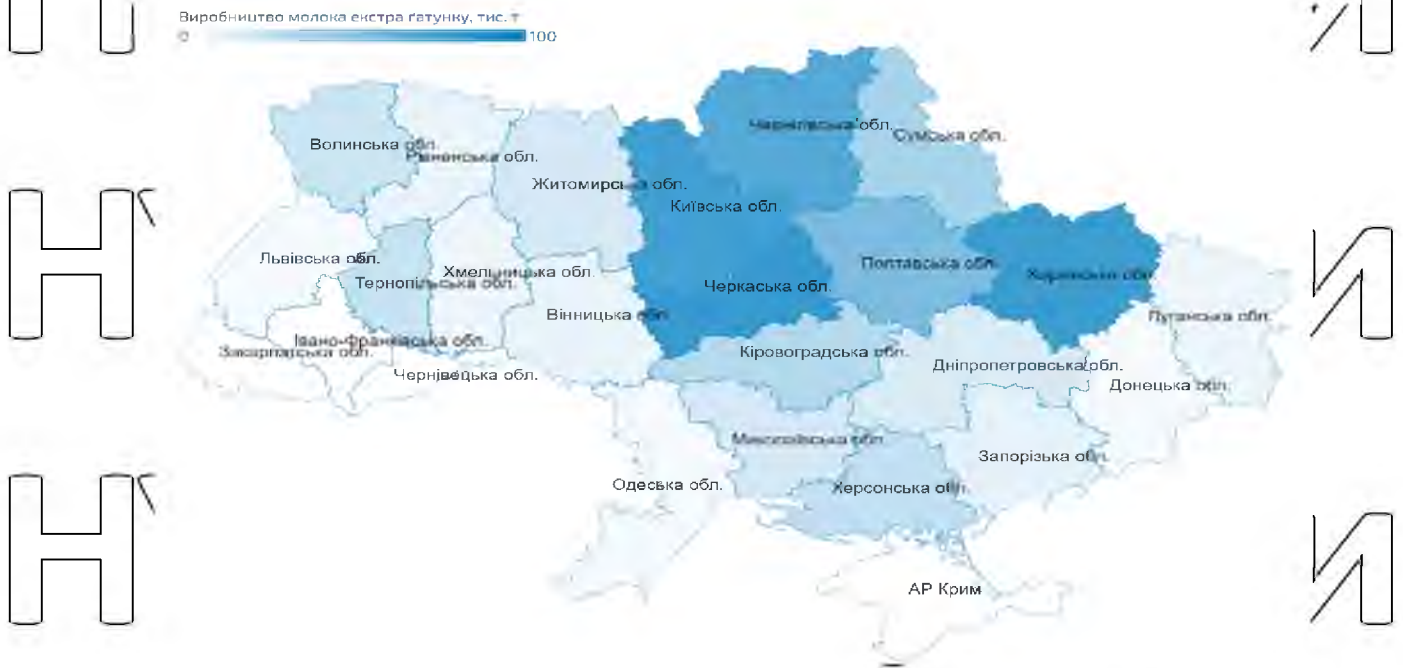 Виробництво молока екстра ґатунку, тис. т
0 100
Чернігівська обл.
Сумська обл.
Волинська обл.
Рівненська обл.
Житомирська обл.
Київська обл.
Львівська обл.
Хмельницька обл.
Тернопільська обл.
Полтавська обл.
Харківська обл.
Черкаська обл.
Вінницька обл.
Луганська обл.
Івано-Франківська обл.
Закарпатська обл.
Кіровоградська обл.
Дніпропетровська обл.
Чернівецька обл.
Донецька обл.
Миколаївська обл.
Запорізька обл.
Одеська обл.
Херсонська обл.
АР Крим
Н И
Н И